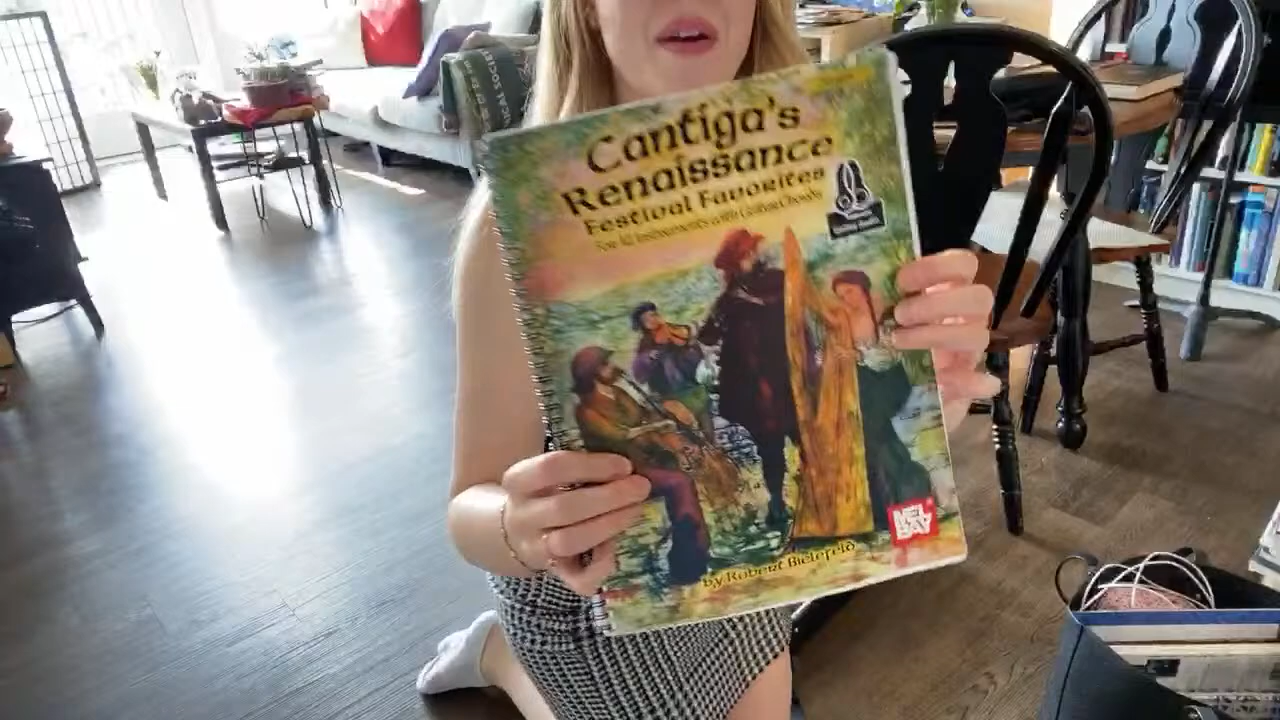 Cantiga's
Renaissance
Festival Favorites
by Robert Bielefeld
MEL
BAY